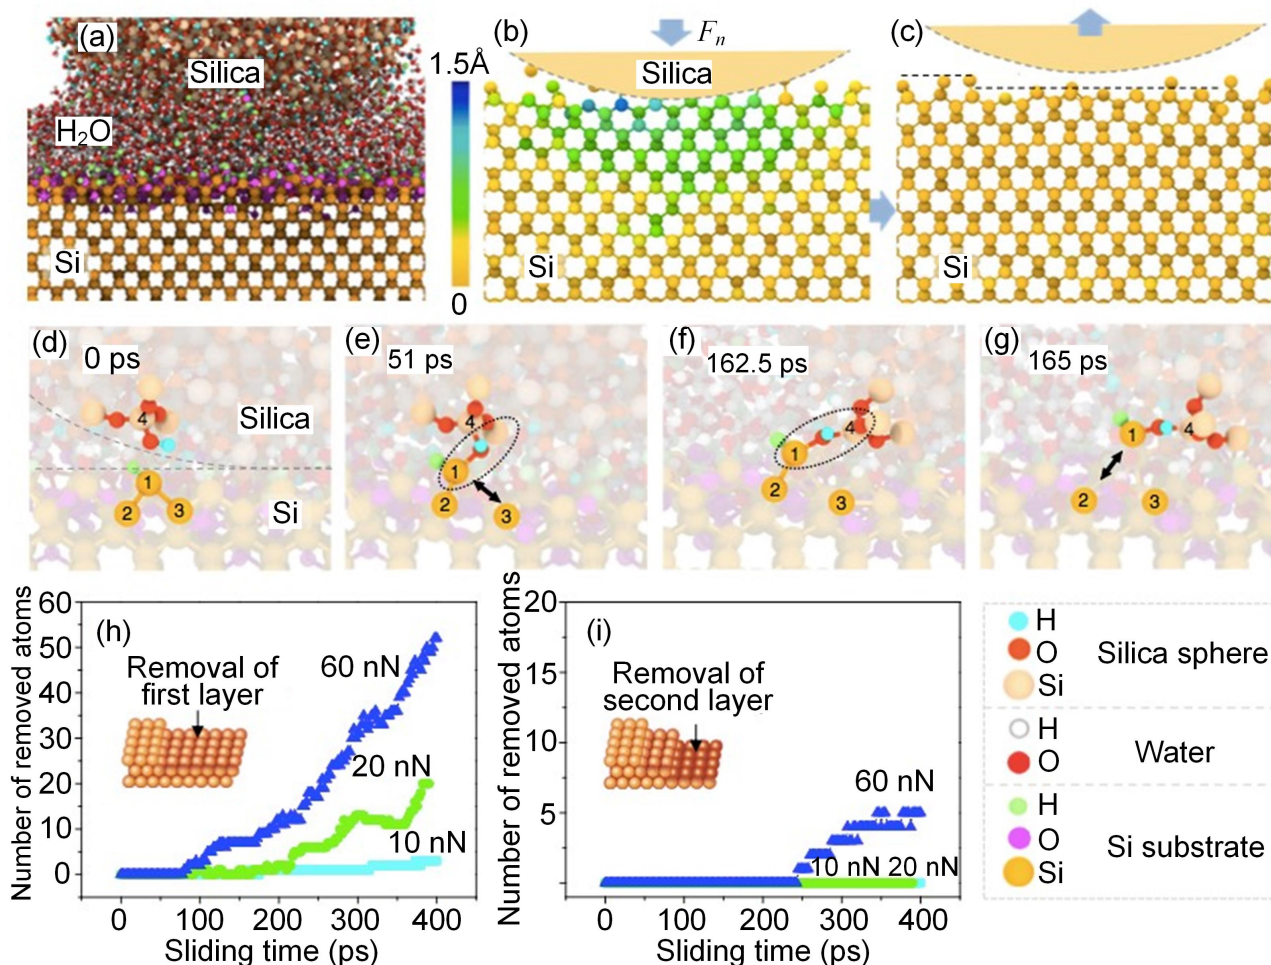 (a)
Silica
H₂O
Si
1.5Å
0
(b)
Fₙ
Silica
Si
(c)
Si
(d)
0 ps
4
Silica
1
2
3
Si
(e)
51 ps
4
1
2
3
(f)
162.5 ps
4
1
2
3
(g)
165 ps
1
4
2
3
Number of removed atoms
60
50
40
30
20
10
0
(h)
Removal of
first layer
60 nN
20 nN
10 nN
0 100 200 300 400
Sliding time (ps)
Number of removed atoms
20
15
10
5
(i)
Removal of
second layer
60 nN
10 nN 20 nN
0 100 200 300 400
Sliding time (ps)
H
O
Si
Silica sphere
H
O
Water
H
O
Si
Si substrate